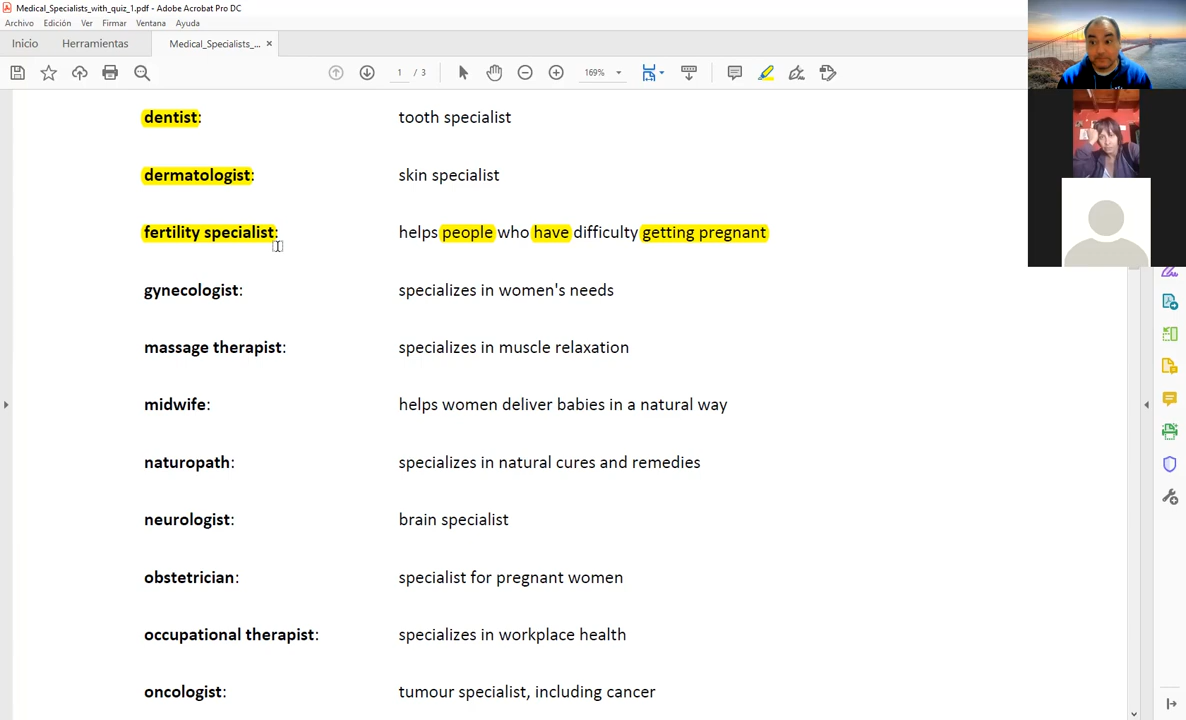 Medical_Specialists_with_quiz_1.pdf - Adobe Acrobat Pro DC
Archivo Edición Ver Firmar Ventana Ayuda
Inicio Herramientas Medical_Specialists_... ×
1 / 3 169%
dentist: tooth specialist
dermatologist: skin specialist
fertility specialist: helps people who have difficulty getting pregnant
gynecologist: specializes in women's needs
massage therapist: specializes in muscle relaxation
midwife: helps women deliver babies in a natural way
naturopath: specializes in natural cures and remedies
neurologist: brain specialist
obstetrician: specialist for pregnant women
occupational therapist: specializes in workplace health
oncologist: tumour specialist, including cancer